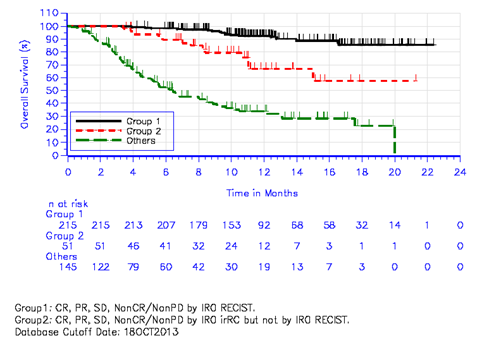 110
100
90
80
70
60
50
40
30
20
10
0
Overall Survival (%)
Group 1
Group 2
Others
0 2 4 6 8 10 12 14 16 18 20 22 24
Time in Months
n at risk
Group 1
215 215 213 207 179 153 92 68 58 32 14 1 0
Group 2
51 51 46 41 32 24 12 7 3 1 1 0 0
Others
145 122 79 60 42 30 19 13 7 3 0 0 0
Group1: CR, PR, SD, NonCR/NonPD by IRO RECIST.
Group2: CR, PR, SD, NonCR/NonPD by IRO irRC but not by IRO RECIST.
Database Cutoff Date: 18OCT2013